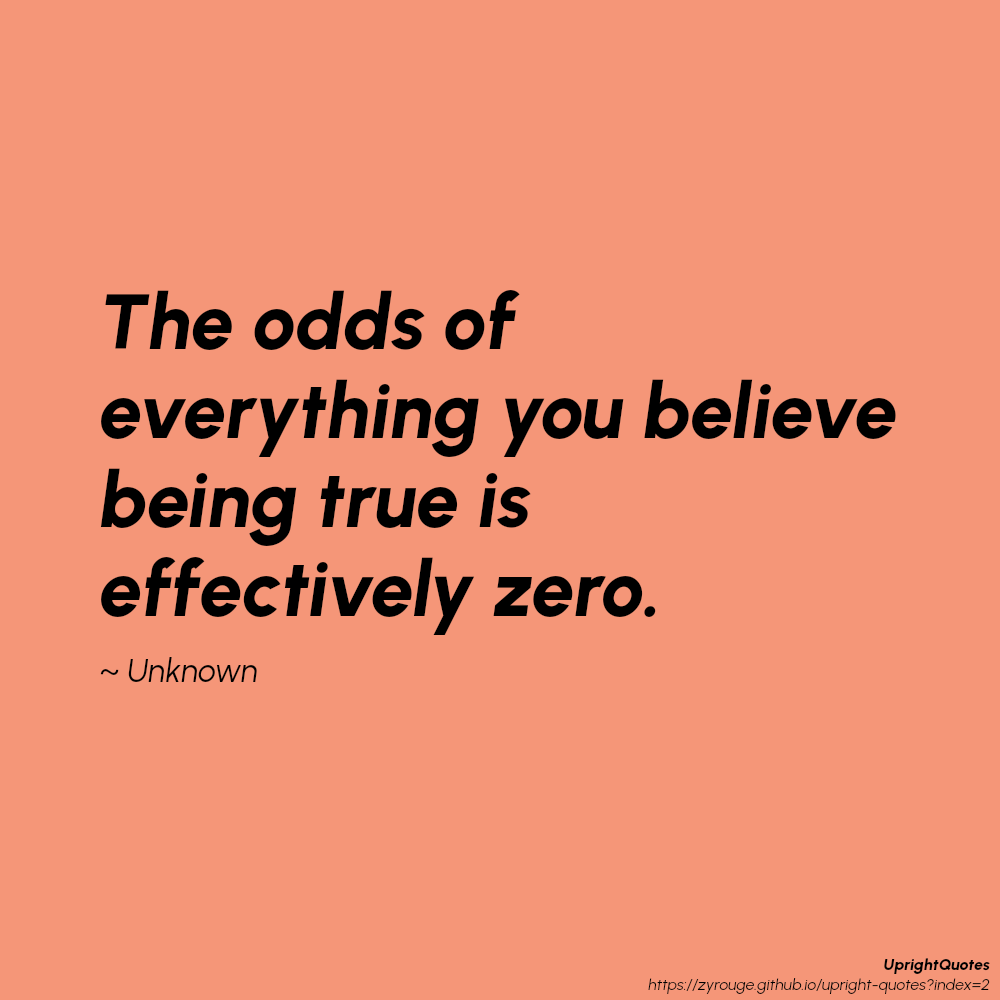 The odds of
everything you believe
being true is
effectively zero.
~ Unknown
UprightQuotes
https://zyrouge.github.io/upright-quotes?index=2